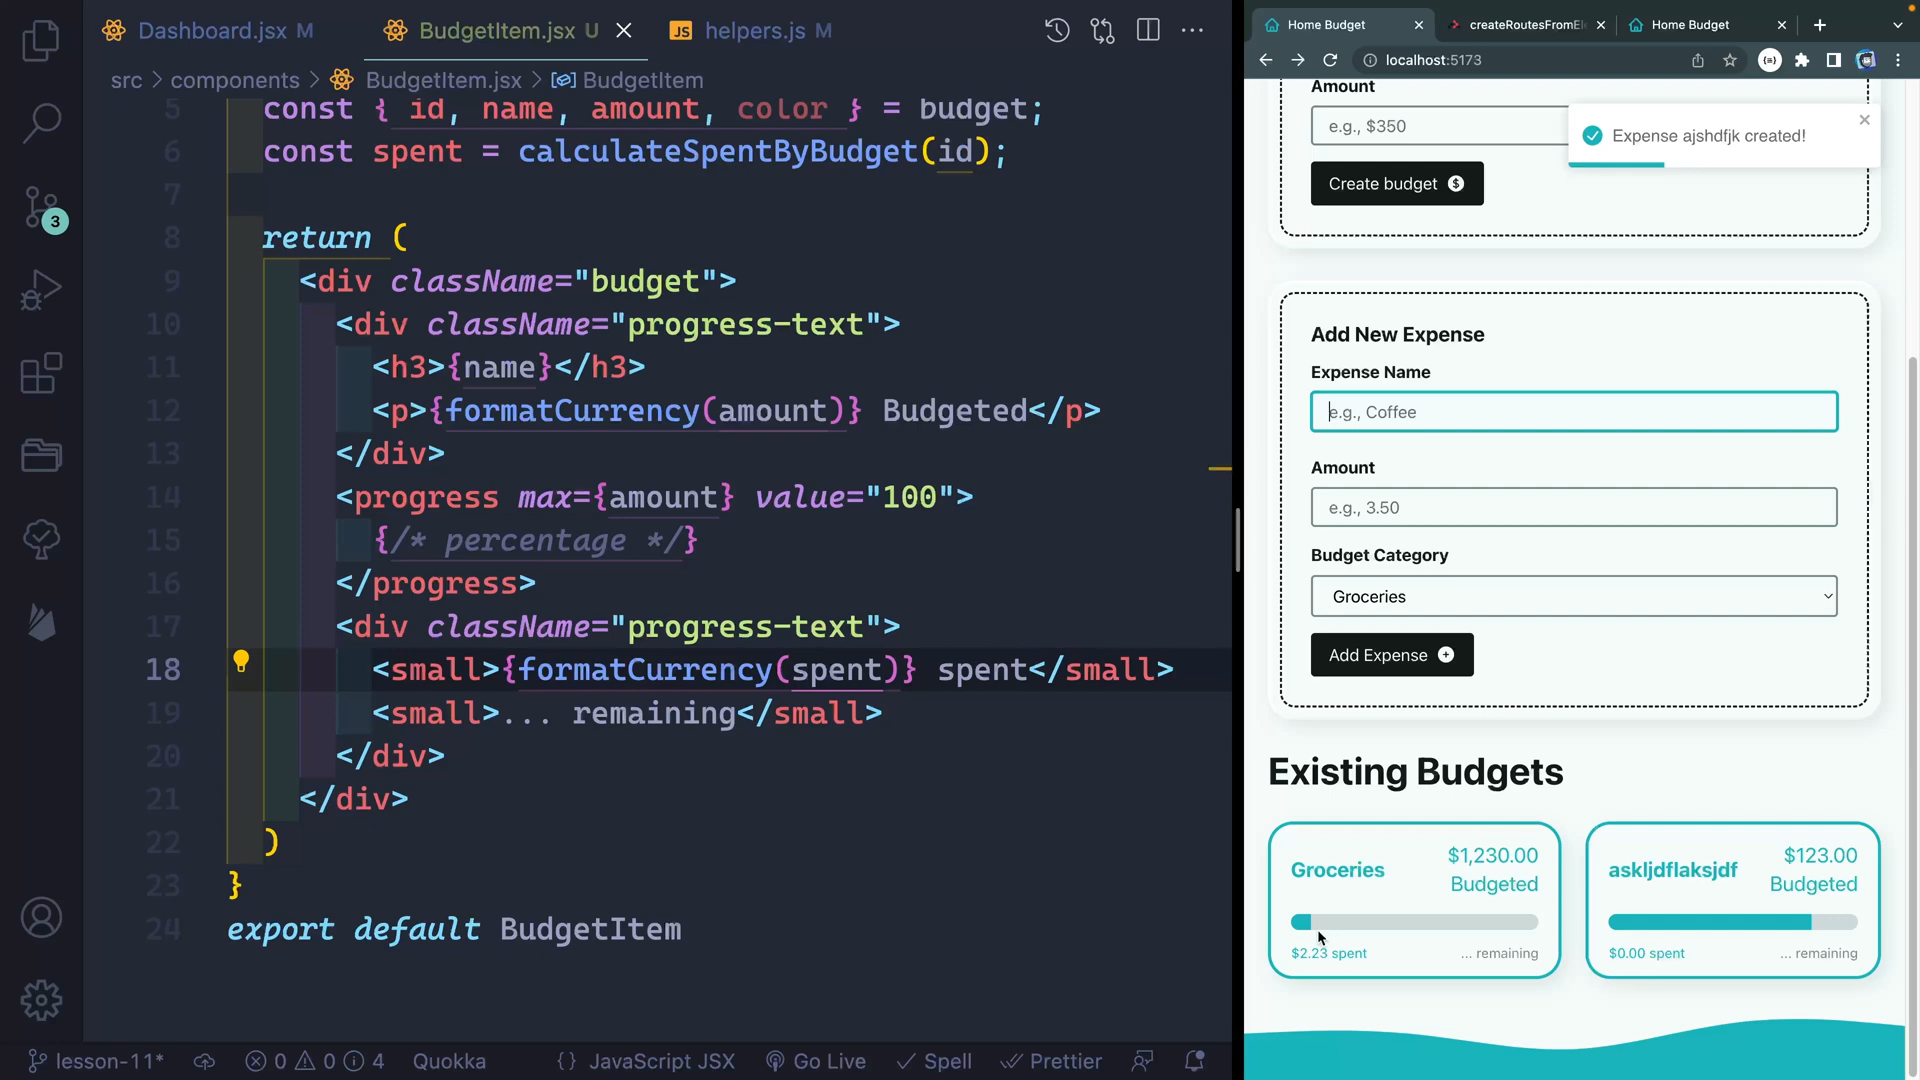 Dashboard.jsx M
BudgetItem.jsx U
JS helpers.js M
src > components > BudgetItem.jsx > BudgetItem
5 const { id, name, amount, color } = budget;
6 const spent = calculateSpentByBudget(id);
7
8 return (
9 <div className="budget">
10 <div className="progress-text">
11 <h3>{name}</h3>
12 <p>{formatCurrency(amount)} Budgeted</p>
13 </div>
14 <progress max={amount} value="100">
15 {/* percentage */}
16 </progress>
17 <div className="progress-text">
18 <small>{formatCurrency(spent)} spent</small>
19 <small>... remaining</small>
20 </div>
21 </div>
22 )
23 }
24 export default BudgetItem
3
lesson-11* 0 0 4 Quokka {} JavaScript JSX Go Live Spell Prettier
Home Budget
createRoutesFromEle
Home Budget
localhost:5173
Amount
e.g., $350
Expense ajshdfjk created!
Create budget $
Add New Expense
Expense Name
e.g., Coffee
Amount
e.g., 3.50
Budget Category
Groceries
Add Expense
Existing Budgets
Groceries
$1,230.00
Budgeted
$2.23 spent
... remaining
askljdflaksjdf
$123.00
Budgeted
$0.00 spent
... remaining